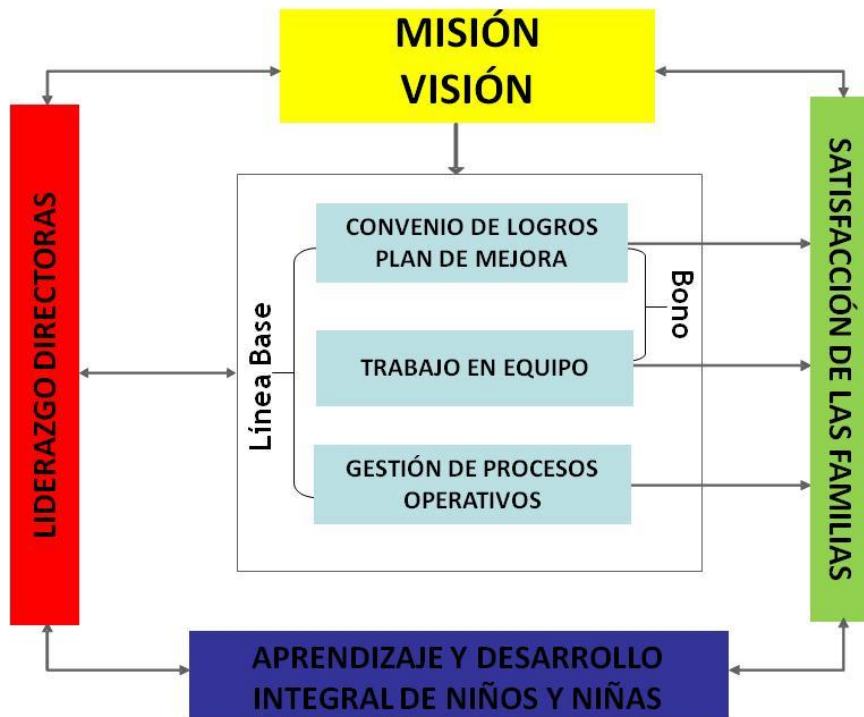 MISIÓN
VISIÓN
LIDERAZGO DIRECTORAS
Línea Base
CONVENIO DE LOGROS
PLAN DE MEJORA
TRABAJO EN EQUIPO
GESTIÓN DE PROCESOS
OPERATIVOS
Bono
SATISFACCIÓN DE LAS FAMILIAS
APRENDIZAJE Y DESARROLLO
INTEGRAL DE NIÑOS Y NIÑAS